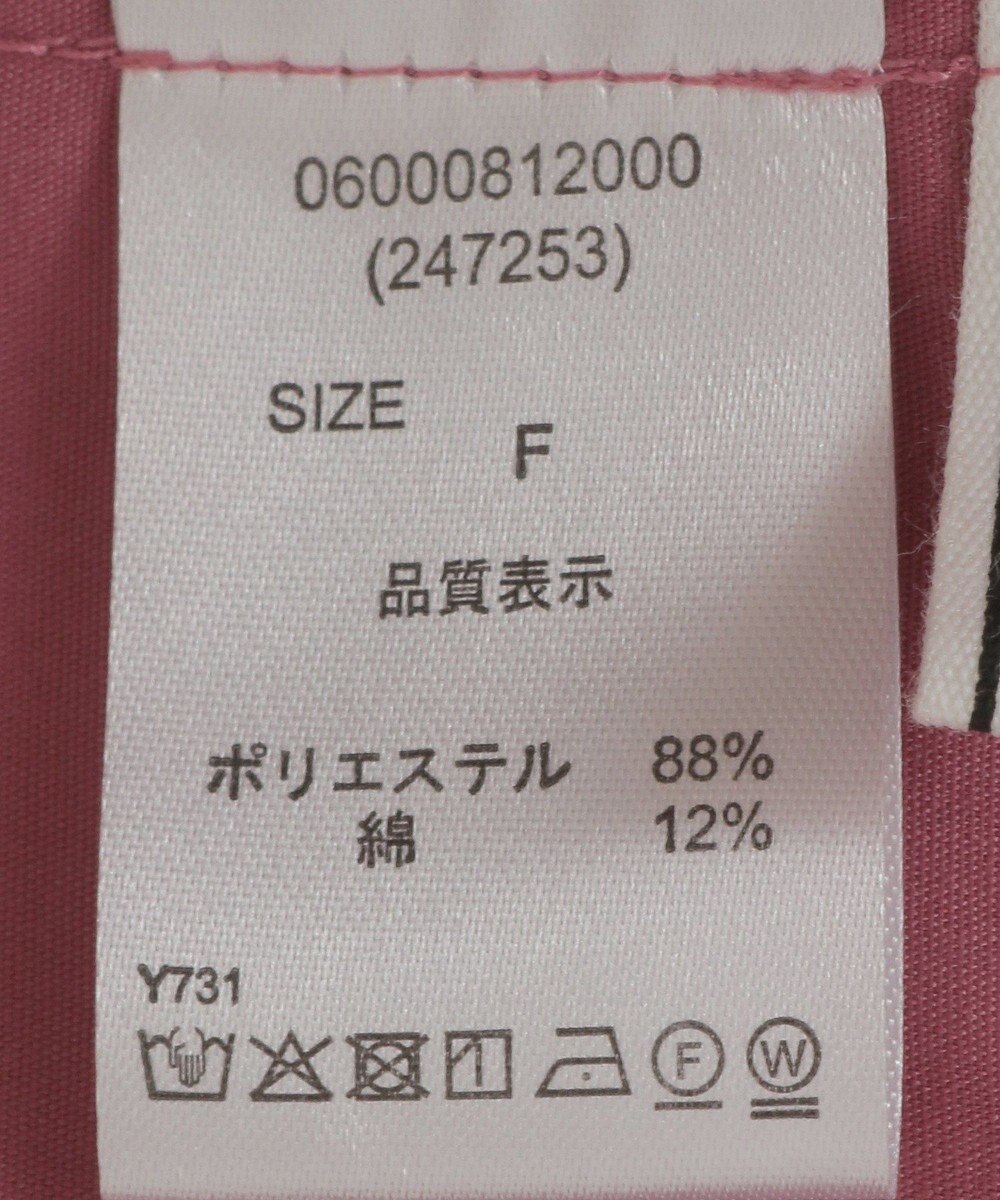 06000812000
(247253)
SIZE
F
品質表示
ポリエステル 88%
綿 12%
Y731
F W